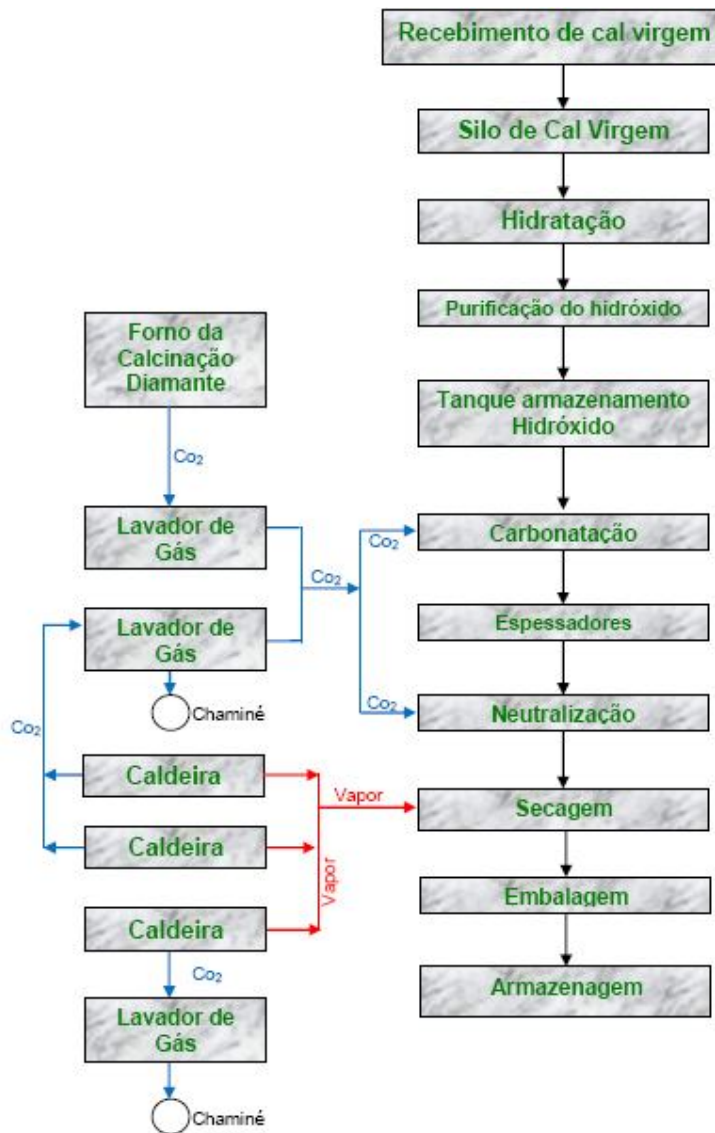 Recebimento de cal virgem
Silo de Cal Virgem
Hidratação
Purificação do hidróxido
Tanque armazenamento
Hidróxido
Carbonatação
Espessadores
Neutralização
Secagem
Embalagem
Armazenagem
Forno da
Calcinação
Diamante
Co₂
Lavador de
Gás
Co₂
Co₂
Co₂
Lavador de
Gás
Chaminé
Co₂
Caldeira
Caldeira
Caldeira
Vapor
Vapor
Co₂
Lavador de
Gás
Chaminé